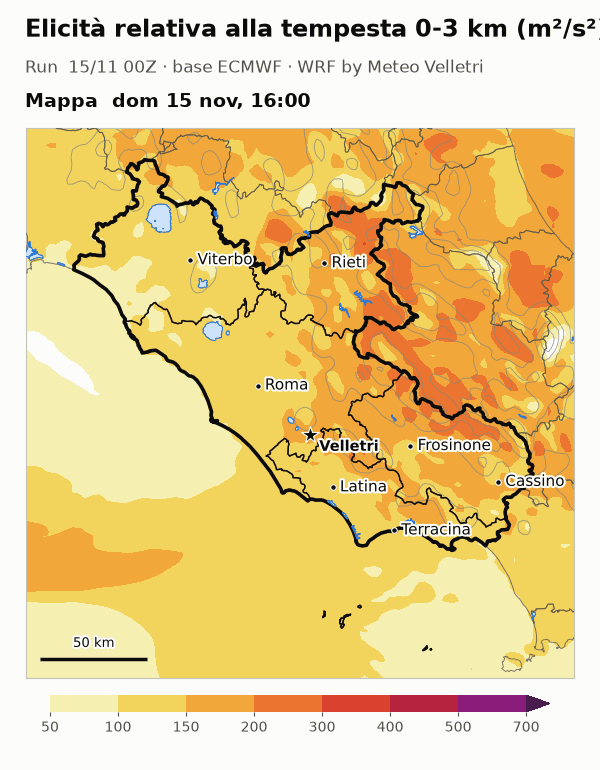 Elicità relativa alla tempesta 0-3 km (m²/s²)
Run 15/11 00Z · base ECMWF · WRF by Meteo Velletri
Mappa dom 15 nov, 16:00
Viterbo
Rieti
Roma
Velletri
Frosinone
Cassino
Latina
Terracina
50 km
50 100 150 200 300 400 500 700